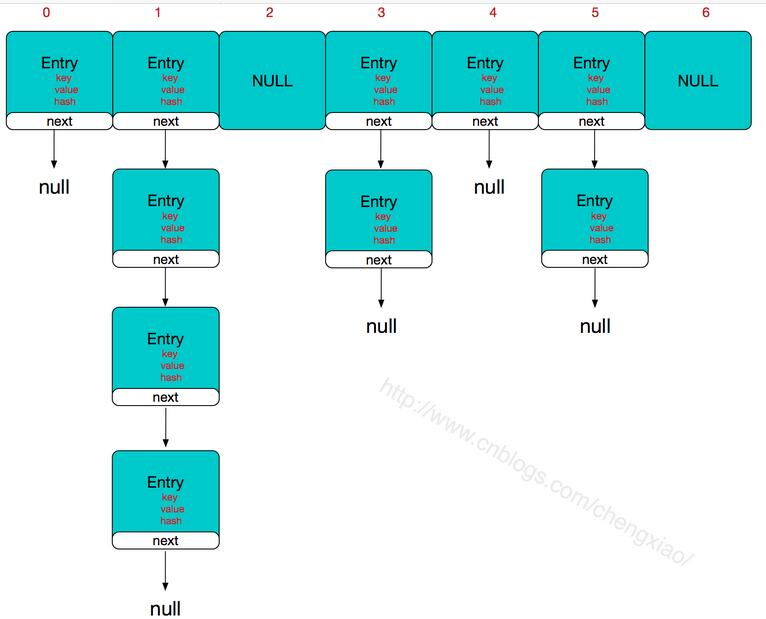 0 1 2 3 4 5 6
Entry Entry Entry Entry Entry
key key key key key
NULL NULL
value value value value value
hash hash hash hash hash
next next next next next
null null
Entry Entry Entry
key key key
value value value
hash hash hash
next next next
null null
Entry
key
value
hash
next
http://www.cnblogs.com/chengxiao/
Entry
key
value
hash
next
null